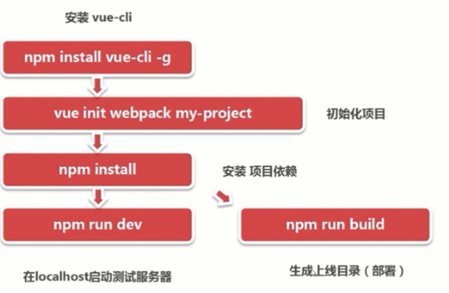 安装 vue-cli
npm install vue-cli -g
vue init webpack my-project
初始化项目
npm install
安装 项目依赖
npm run dev
npm run build
在localhost启动测试服务器
生成上线目录（部署）